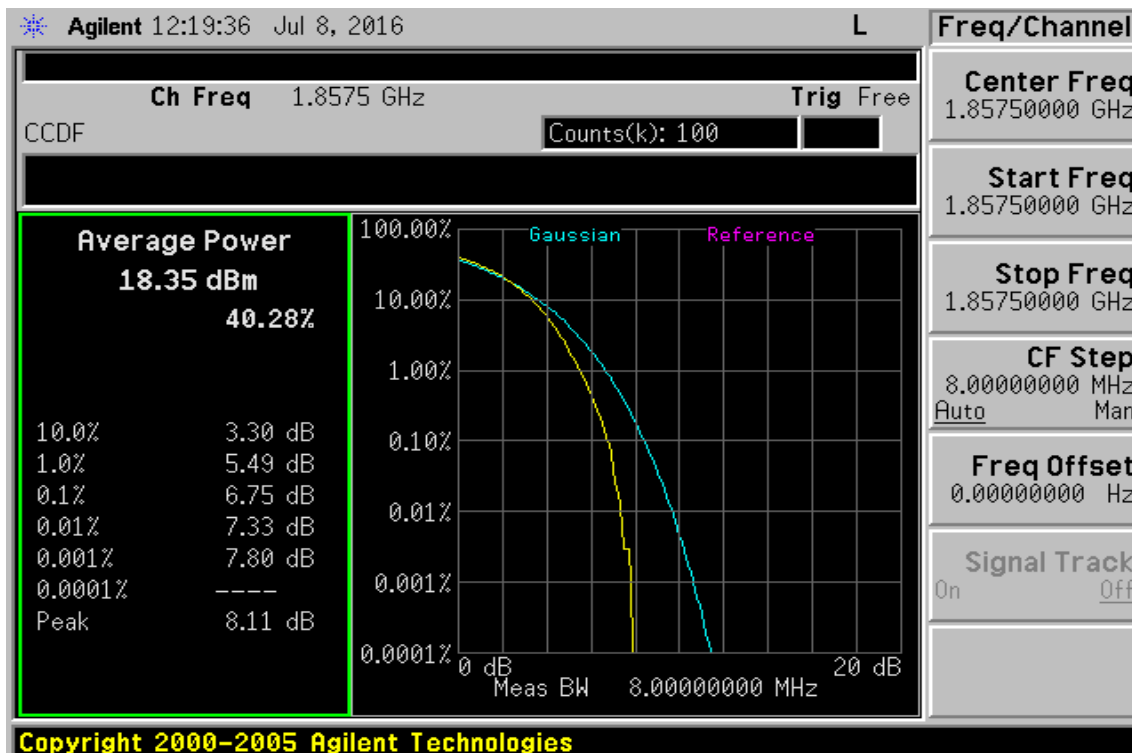 Agilent 12:19:36 Jul 8, 2016 L
Freq/Channel
Ch Freq 1.8575 GHz Trig Free
CCDF Counts(k): 100
Average Power
18.35 dBm
40.28%
10.0% 3.30 dB
1.0% 5.49 dB
0.1% 6.75 dB
0.01% 7.33 dB
0.001% 7.80 dB
0.0001% ----
Peak 8.11 dB
Gaussian Reference
100.00%
10.00%
1.00%
0.10%
0.01%
0.001%
0.0001%
0 dB 20 dB
Meas BW 8.00000000 MHz
Center Freq
1.85750000 GHz
Start Freq
1.85750000 GHz
Stop Freq
1.85750000 GHz
CF Step
8.00000000 MHz
Auto Man
Freq Offset
0.00000000 Hz
Signal Track
On Off
Copyright 2000-2005 Agilent Technologies